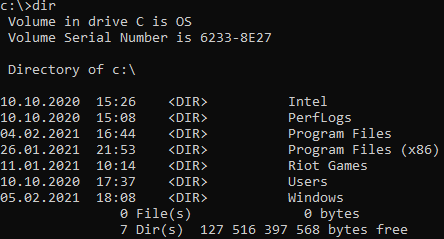 c:\>dir
Volume in drive C is OS
Volume Serial Number is 6233-8E27
Directory of c:\
10.10.2020 15:26 <DIR> Intel
10.10.2020 15:08 <DIR> PerfLogs
04.02.2021 16:44 <DIR> Program Files
26.01.2021 21:53 <DIR> Program Files (x86)
11.01.2021 10:14 <DIR> Riot Games
10.10.2020 17:37 <DIR> Users
05.02.2021 18:08 <DIR> Windows
0 File(s) 0 bytes
7 Dir(s) 127 516 397 568 bytes free